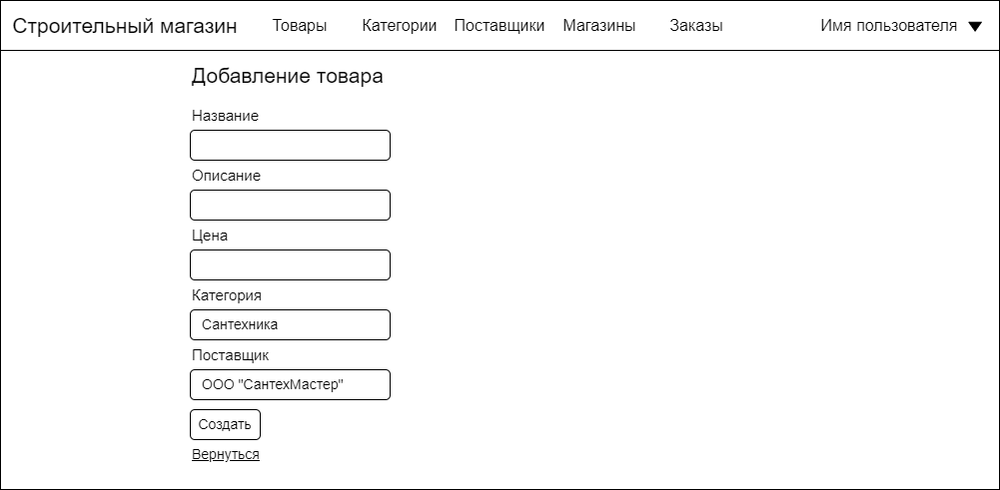 Строительный магазин Товары Категории Поставщики Магазины Заказы Имя пользователя
Добавление товара
Название
Описание
Цена
Категория
Сантехника
Поставщик
ООО "СантехМастер"
Создать
Вернуться